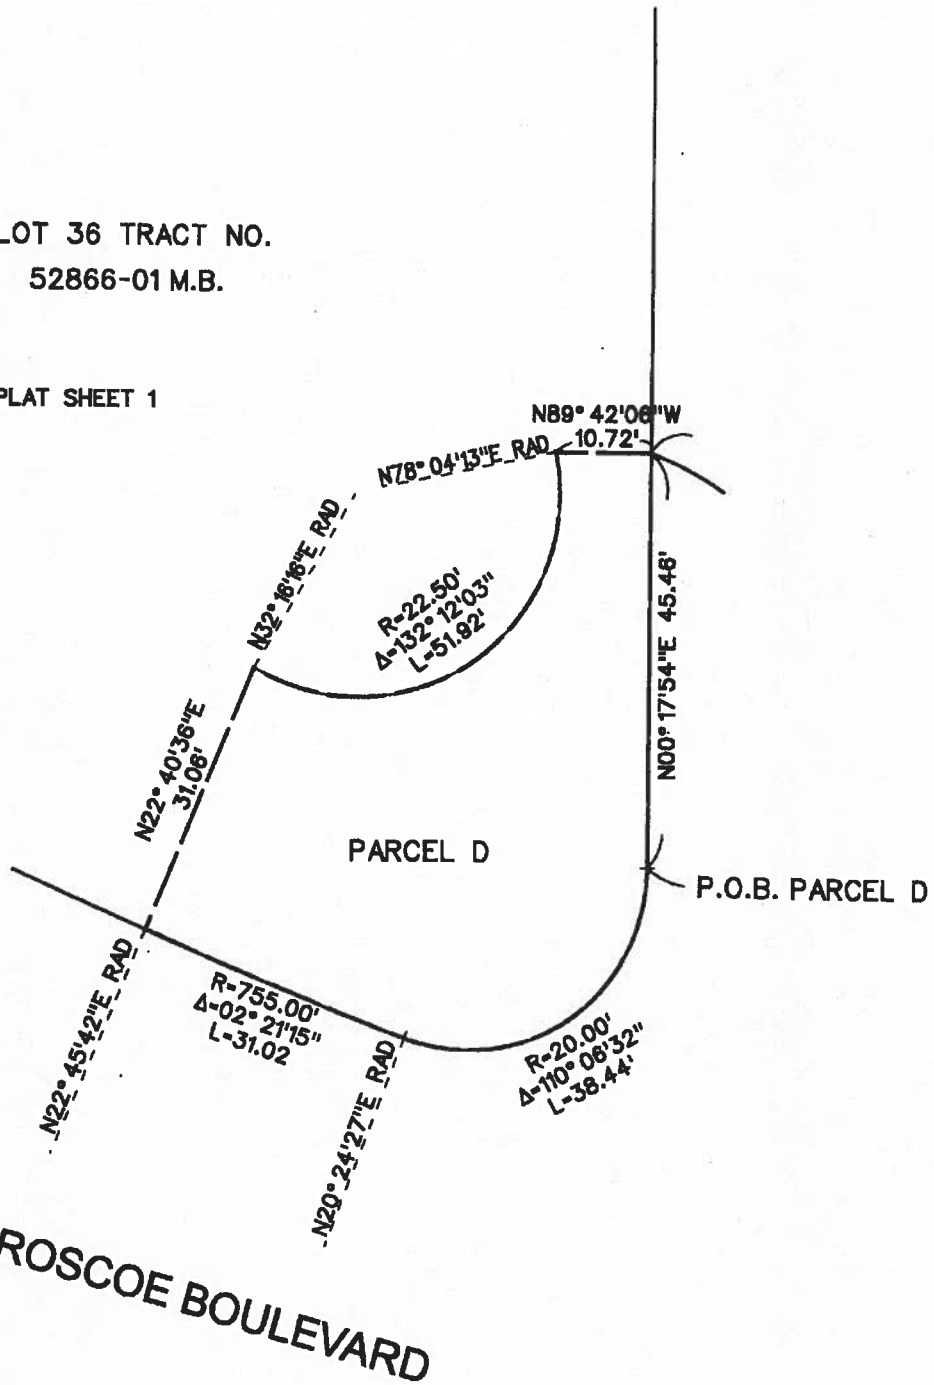 LOT 36 TRACT NO.
52866-01 M.B.
PLAT SHEET 1
N89°42'06"W
10.72'
N78°04'13"E RAD
N32°16'16"E RAD
R=22.50'
Δ=132°12'03"
L=51.92'
N00°17'54"E 45.46'
N22°40'36"E
31.06'
PARCEL D
P.O.B. PARCEL D
R=755.00'
Δ=02°21'15"
L=31.02
R=20.00'
Δ=110°06'32"
L=38.44'
N22°45'42"E RAD
N20°24'27"E RAD
ROSCOE BOULEVARD